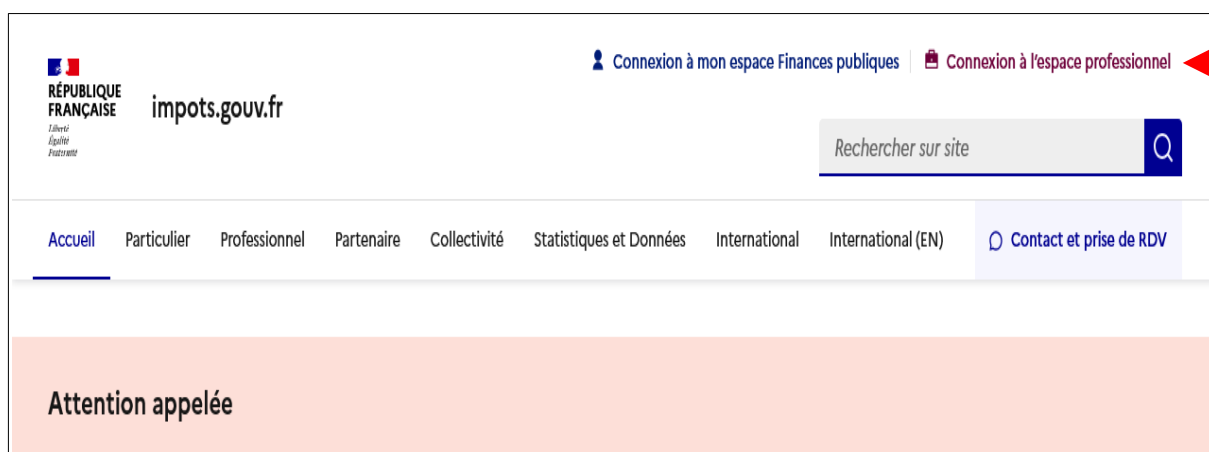 Connexion à mon espace Finances publiques
Connexion à l'espace professionnel
RÉPUBLIQUE
FRANÇAISE
Liberté
Égalité
Fraternité
impots.gouv.fr
Rechercher sur site
Accueil Particulier Professionnel Partenaire Collectivité Statistiques et Données International International (EN) Contact et prise de RDV
Attention appelée